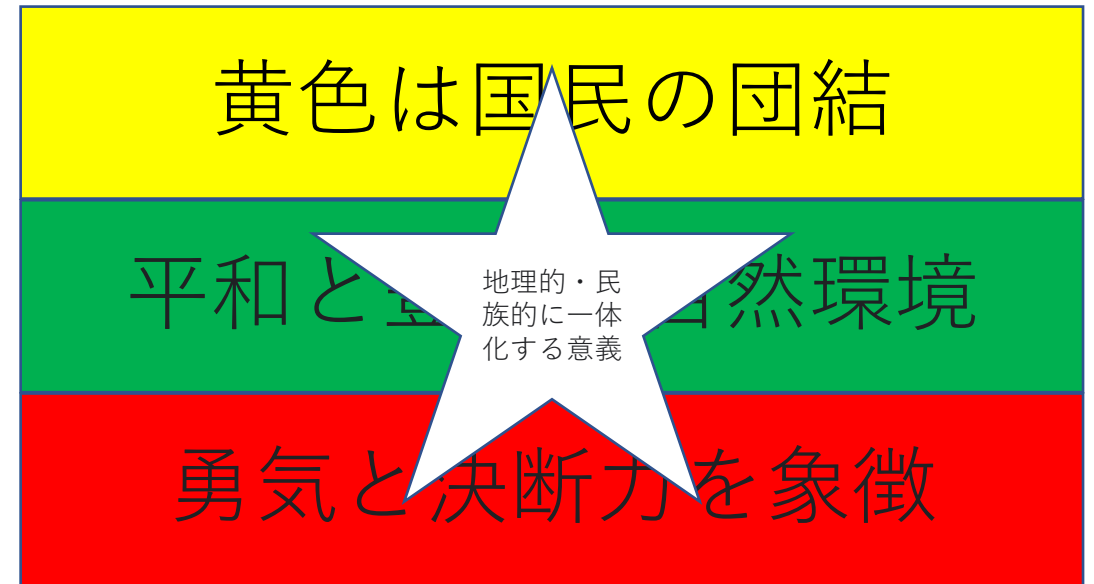 黄色は国民の団結
平和と 然環境
地理的・民
族的に一体
化する意義
勇気と決断力を象徴